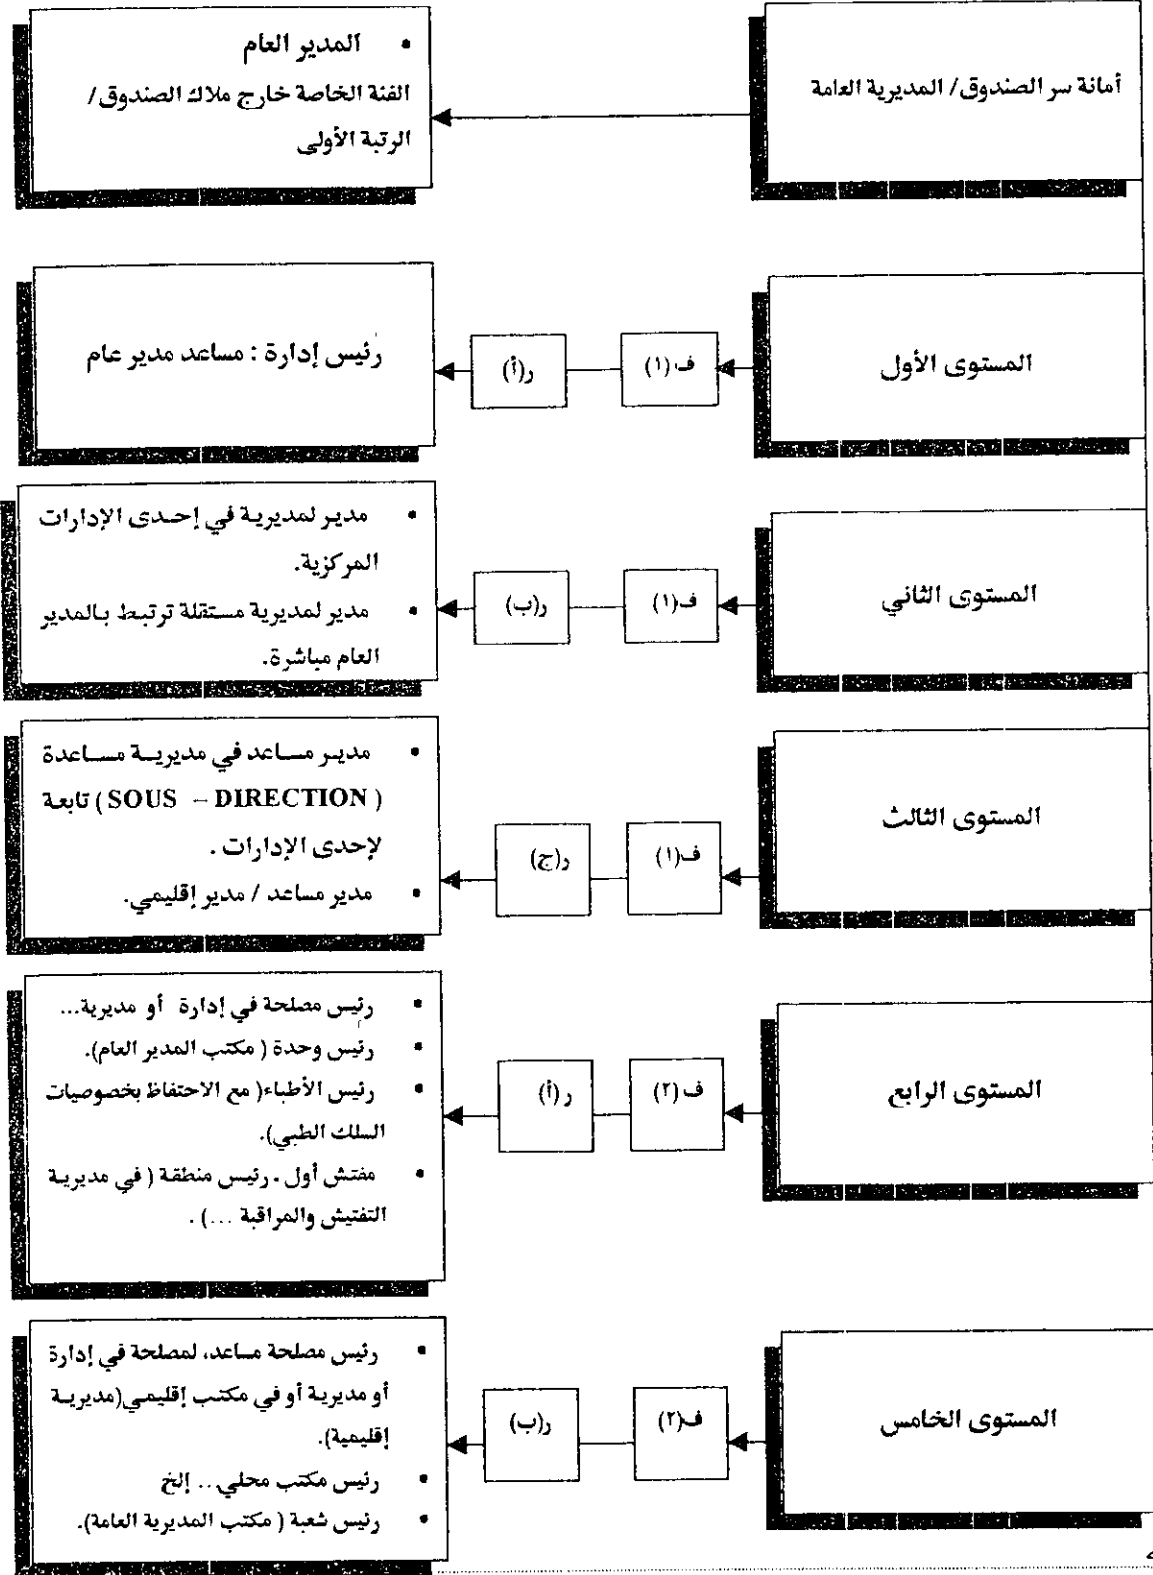 أمانة سر الصندوق/ المديرية العامة
• المدير العام
الفئة الخاصة خارج ملاك الصندوق/
الرتبة الأولى
المستوى الأول
ف (١)
ر(أ)
رئيس إدارة : مساعد مدير عام
المستوى الثاني
ف(١)
ر(ب)
• مدير لمديرية في إحدى الإدارات
المركزية.
• مدير لمديرية مستقلة ترتبط بالمدير
العام مباشرة.
المستوى الثالث
ف(١)
ر(ج)
• مدير مساعد في مديرية مساعدة
( SOUS – DIRECTION ) تابعة
لإحدى الإدارات .
• مدير مساعد / مدير إقليمي.
المستوى الرابع
ف (٢)
ر (أ)
• رئيس مصلحة في إدارة أو مديرية...
• رئيس وحدة ( مكتب المدير العام).
• رئيس الأطباء( مع الاحتفاظ بخصوصيات
السلك الطبي).
• مفتش أول . رئيس منطقة ( في مديرية
التفتيش والمراقبة ...) .
المستوى الخامس
ف(٢)
ر(ب)
• رئيس مصلحة مساعد، لمصلحة في إدارة
أو مديرية أو في مكتب إقليمي(مديرية
إقليمية).
• رئيس مكتب محلي... إلخ
• رئيس شعبة ( مكتب المديرية العامة).